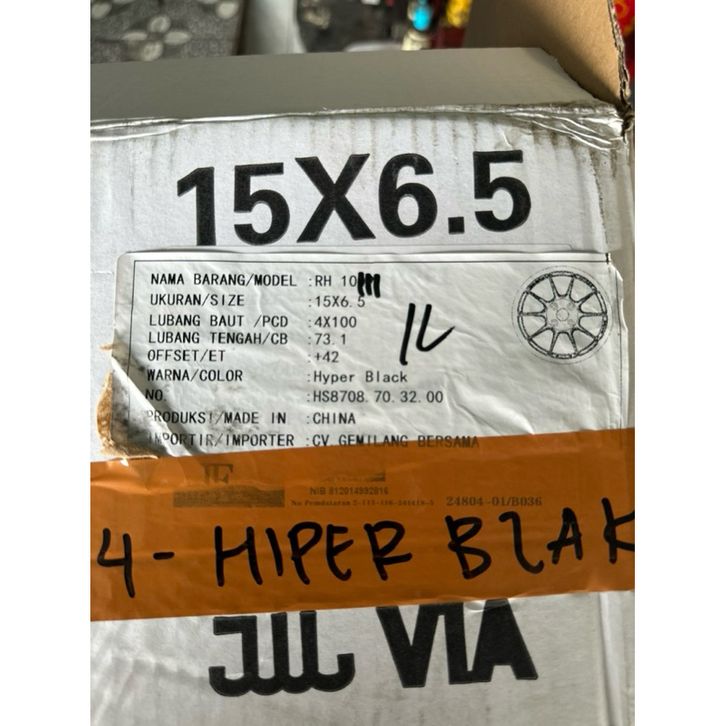 15X6.5
NAMA BARANG/MODEL :RH 10
UKURAN/SIZE :15X6.5
LUBANG BAUT /PCD :4X100
LUBANG TENGAH/CB :73.1
OFFSET/ET :+42
WARNA/COLOR :Hyper Black
NO. :HS8708.70.32.00
PRODUKSI/MADE IN :CHINA
IMPORTIR/IMPORTER :CV GEMILANG BERSAMA
NIB 812014992816
24804-01/B036
4- HIPER BLAK
VIA